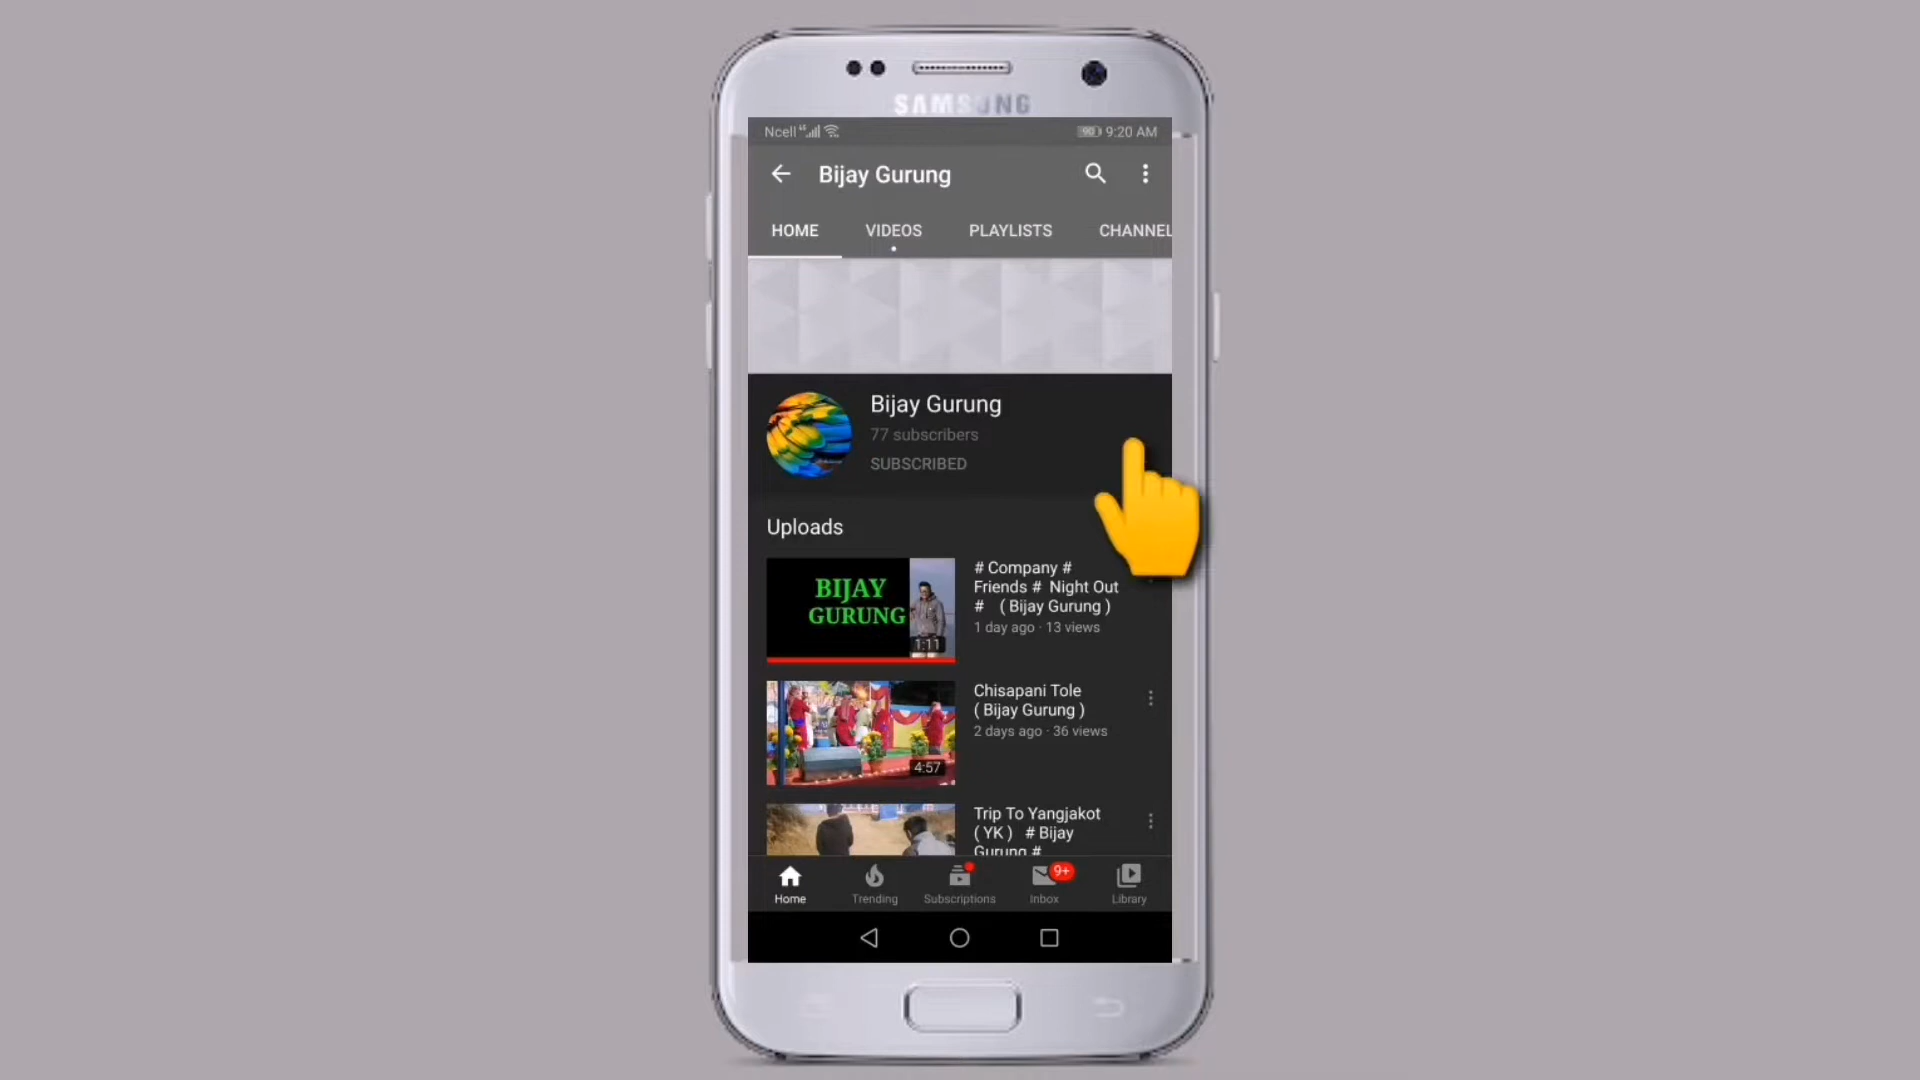 SAMSUNG
Ncell 9:20 AM
Bijay Gurung
HOME VIDEOS PLAYLISTS CHANNEL
Bijay Gurung
77 subscribers
SUBSCRIBED
Uploads
BIJAY
GURUNG
1:11
# Company #
Friends # Night Out
# ( Bijay Gurung )
1 day ago · 13 views
4:57
Chisapani Tole
( Bijay Gurung )
2 days ago · 36 views
Trip To Yangjakot
( YK ) # Bijay
Gurung #
9+
Home Trending Subscriptions Inbox Library